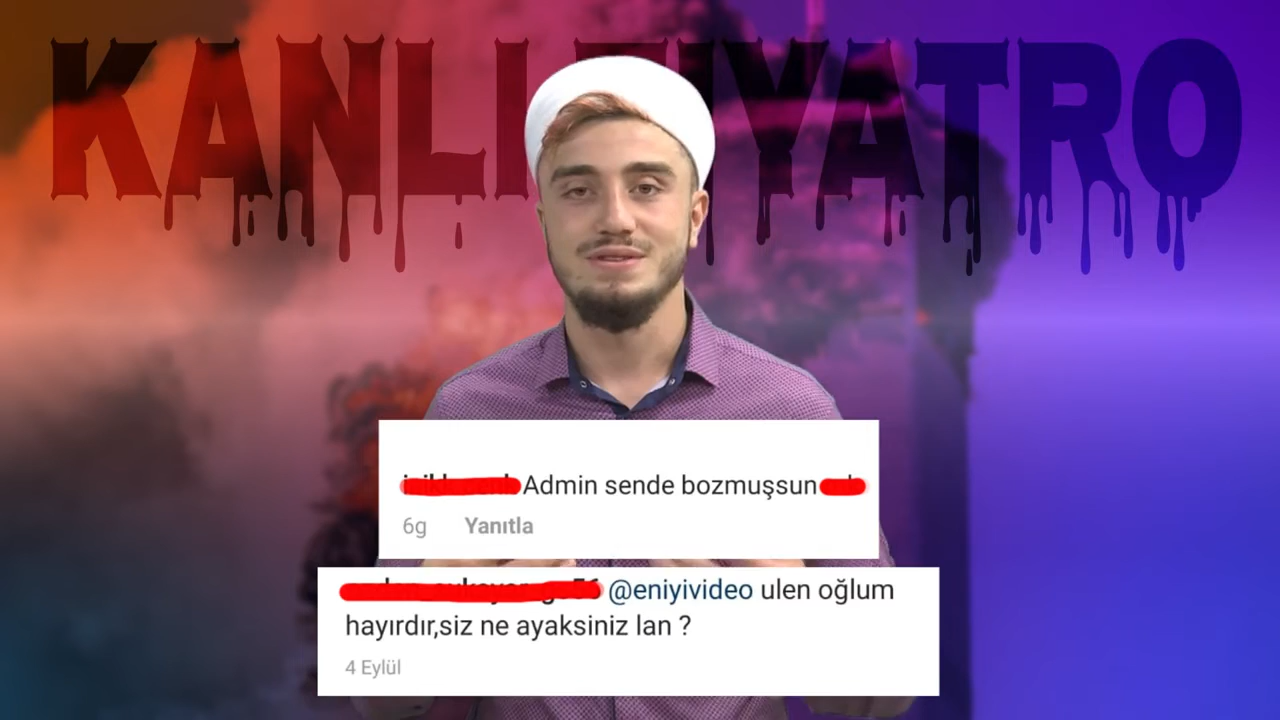 KANLI TİYATRO
Admin sende bozmuşsun
6g Yanıtla
@eniyivideo ulen oğlum
hayırdır,siz ne ayaksiniz lan ?
4 Eylül